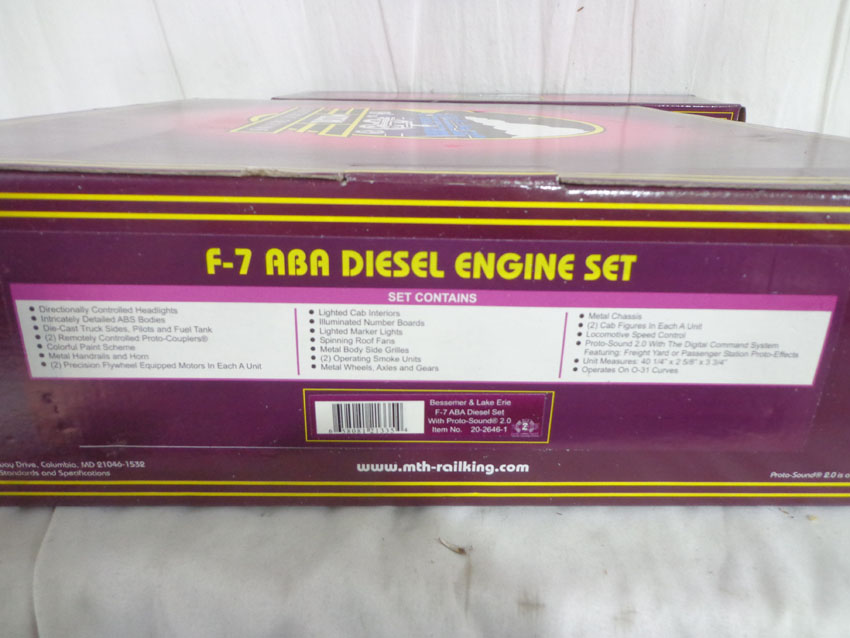 F-7 ABA DIESEL ENGINE SET
SET CONTAINS
• Directionally Controlled Headlights
• Intricately Detailed ABS Bodies
• Die-Cast Truck Sides, Pilots and Fuel Tank
• (2) Remotely Controlled Proto-Couplers®
• Colorful Paint Scheme
• Metal Handrails and Horn
• (2) Precision Flywheel Equipped Motors In Each A Unit
• Lighted Cab Interiors
• Illuminated Number Boards
• Lighted Marker Lights
• Spinning Roof Fans
• Metal Body Side Grilles
• (2) Operating Smoke Units
• Metal Wheels, Axles and Gears
• Metal Chassis
• (2) Cab Figures In Each A Unit
• Locomotive Speed Control
• Proto-Sound 2.0 With The Digital Command System
Featuring: Freight Yard or Passenger Station Proto-Effects
• Unit Measures: 40 1/4" x 2 5/8" x 3 3/4"
• Operates On O-31 Curves
Bessemer & Lake Erie
F-7 ABA Diesel Set
With Proto-Sound® 2.0
Item No. 20-2646-1
Drive, Columbia, MD 21046-1532
Standards and Specifications
www.mth-railking.com
Proto-Sound® 2.0 is a